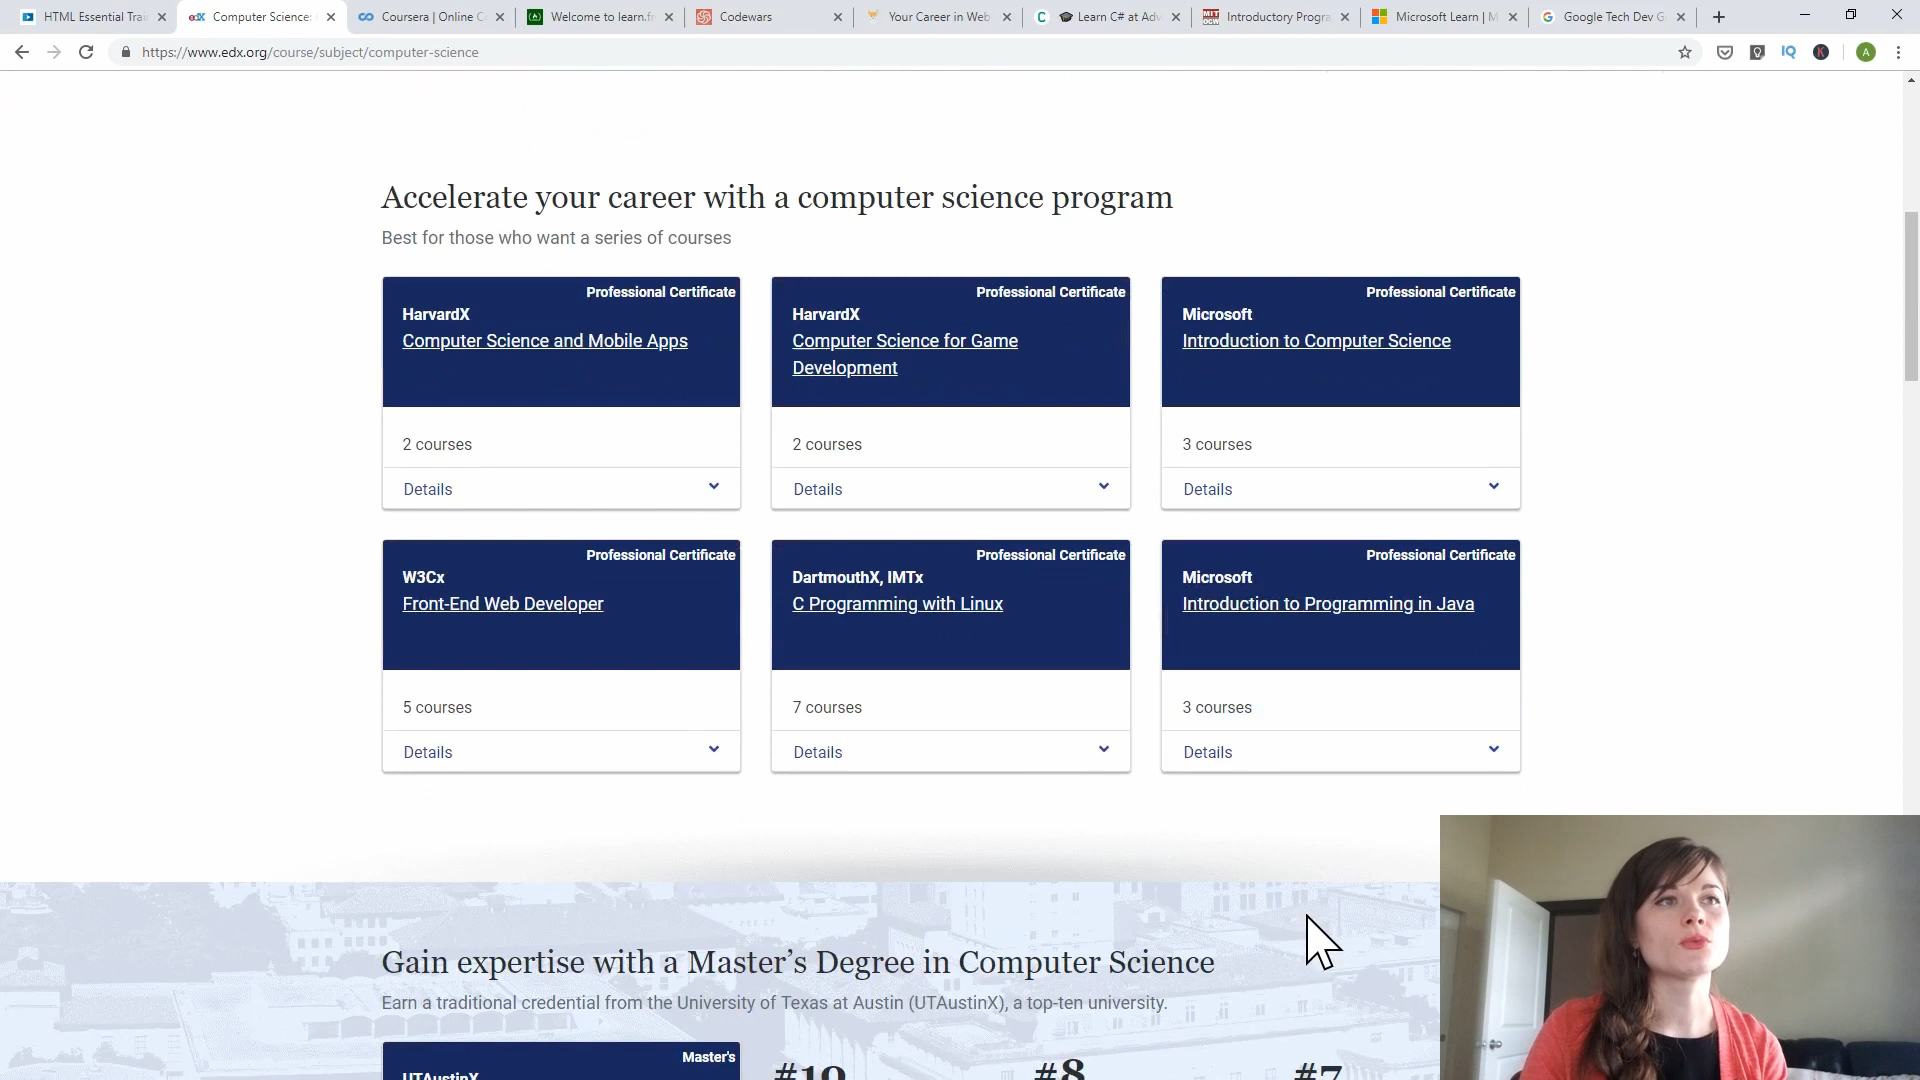 HTML Essential Trai
edX Computer Science:
Coursera | Online C
Welcome to learn.f
Codewars
Your Career in Web
Learn C# at Adv
MIT OCW Introductory Progra
Microsoft Learn | M
Google Tech Dev G
https://www.edx.org/course/subject/computer-science
IQ
K
A
Accelerate your career with a computer science program
Best for those who want a series of courses
Professional Certificate
HarvardX
Computer Science and Mobile Apps
2 courses
Details
Professional Certificate
HarvardX
Computer Science for Game
Development
2 courses
Details
Professional Certificate
Microsoft
Introduction to Computer Science
3 courses
Details
Professional Certificate
W3Cx
Front-End Web Developer
5 courses
Details
Professional Certificate
DartmouthX, IMTx
C Programming with Linux
7 courses
Details
Professional Certificate
Microsoft
Introduction to Programming in Java
3 courses
Details
Gain expertise with a Master’s Degree in Computer Science
Earn a traditional credential from the University of Texas at Austin (UTAustinX), a top-ten university.
Master's
UTAustinX
#10
#8
#7